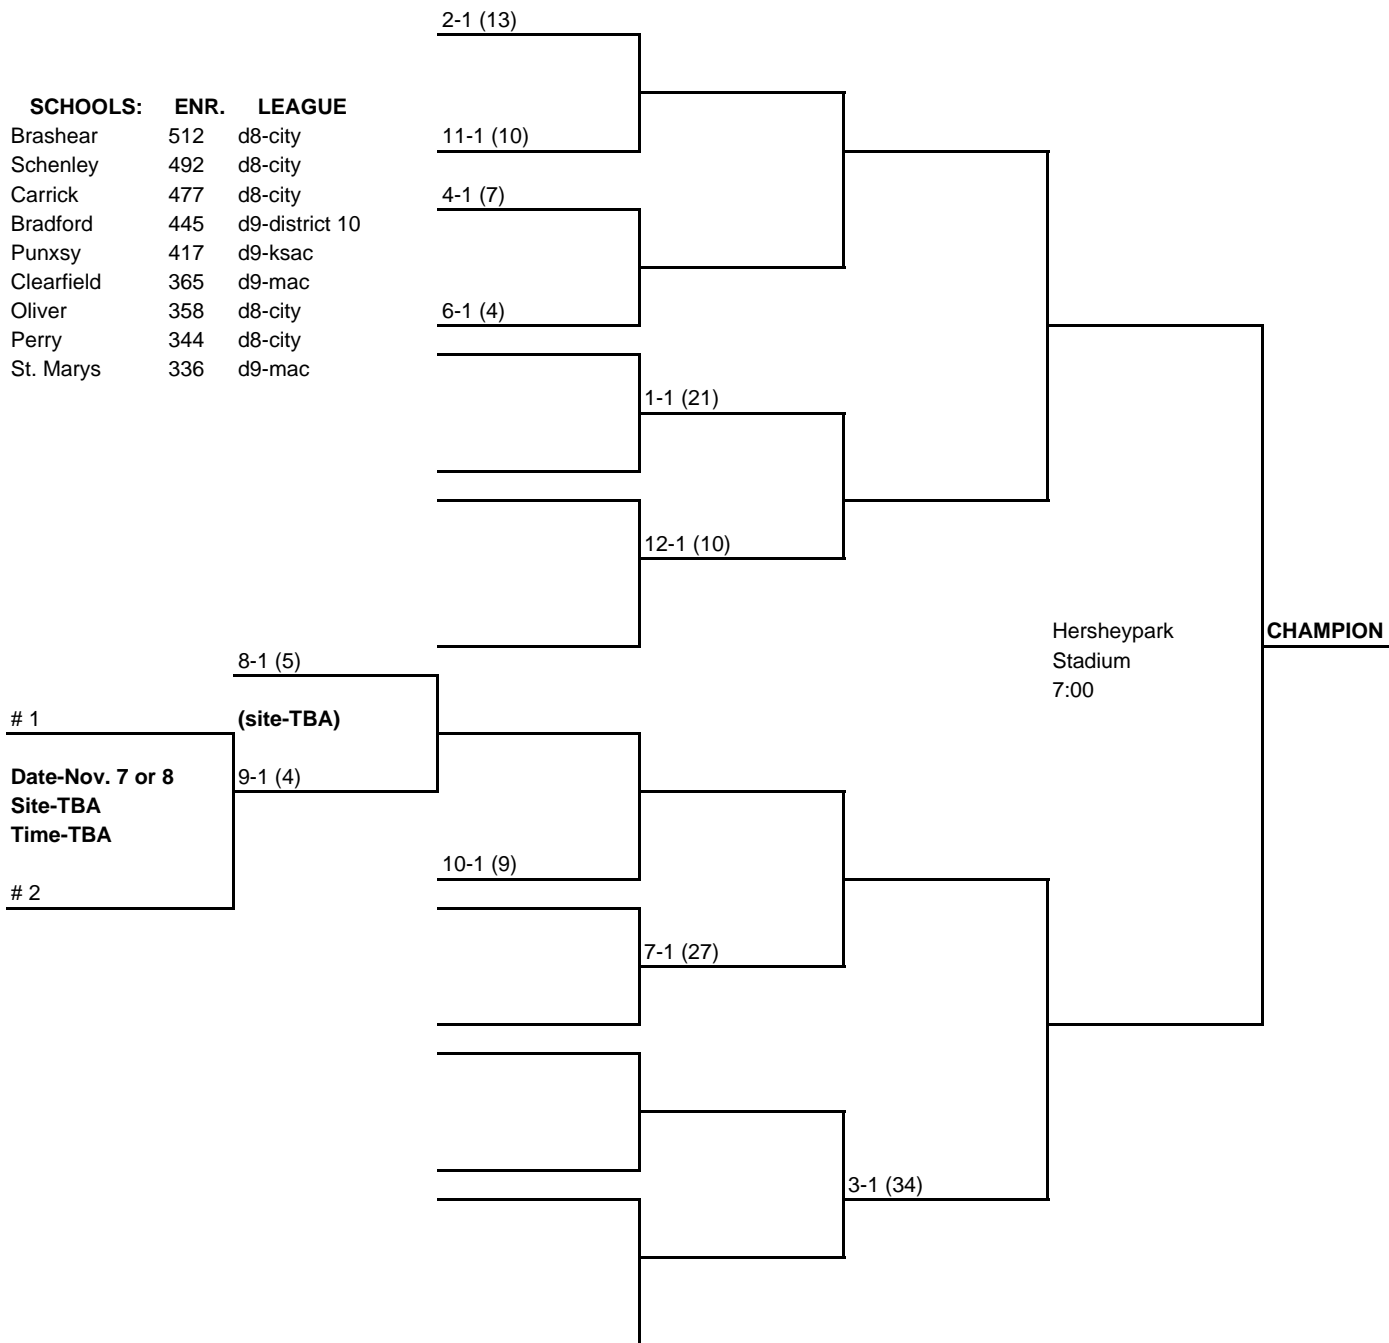 2-1 (13)
SCHOOLS: ENR. LEAGUE
Brashear 512 d8-city
11-1 (10)
Schenley 492 d8-city
Carrick 477 d8-city
4-1 (7)
Bradford 445 d9-district 10
Punxsy 417 d9-ksac
Clearfield 365 d9-mac
Oliver 358 d8-city
6-1 (4)
Perry 344 d8-city
St. Marys 336 d9-mac
1-1 (21)
12-1 (10)
Hersheypark
Stadium
7:00
CHAMPION
8-1 (5)
# 1
(site-TBA)
Date-Nov. 7 or 8
Site-TBA
Time-TBA
9-1 (4)
10-1 (9)
# 2
7-1 (27)
3-1 (34)